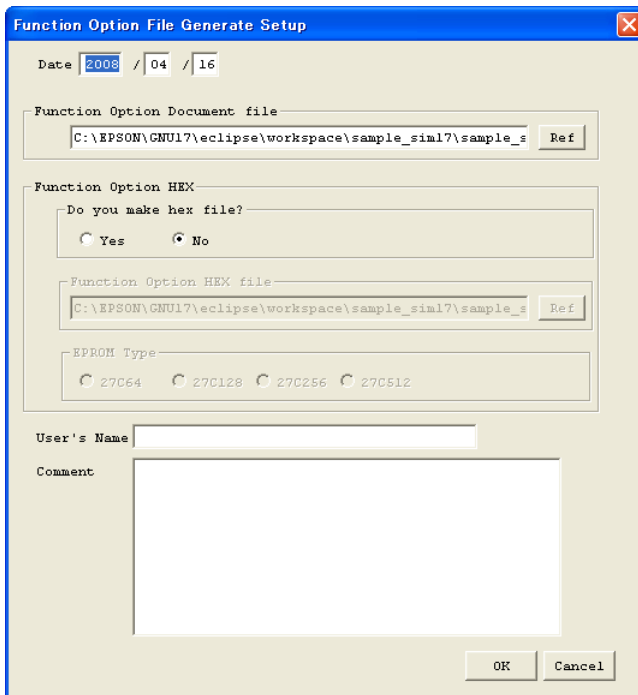 Function Option File Generate Setup
Date 2008 / 04 / 16
Function Option Document file
C:\EPSON\GNU17\eclipse\workspace\sample_sim17\sample_s Ref
Function Option HEX
Do you make hex file?
Yes No
Function Option HEX file
C:\EPSON\GNU17\eclipse\workspace\sample_sim17\sample_s Ref
EPROM Type
27C64 27C128 27C256 27C512
User's Name
Comment
OK Cancel